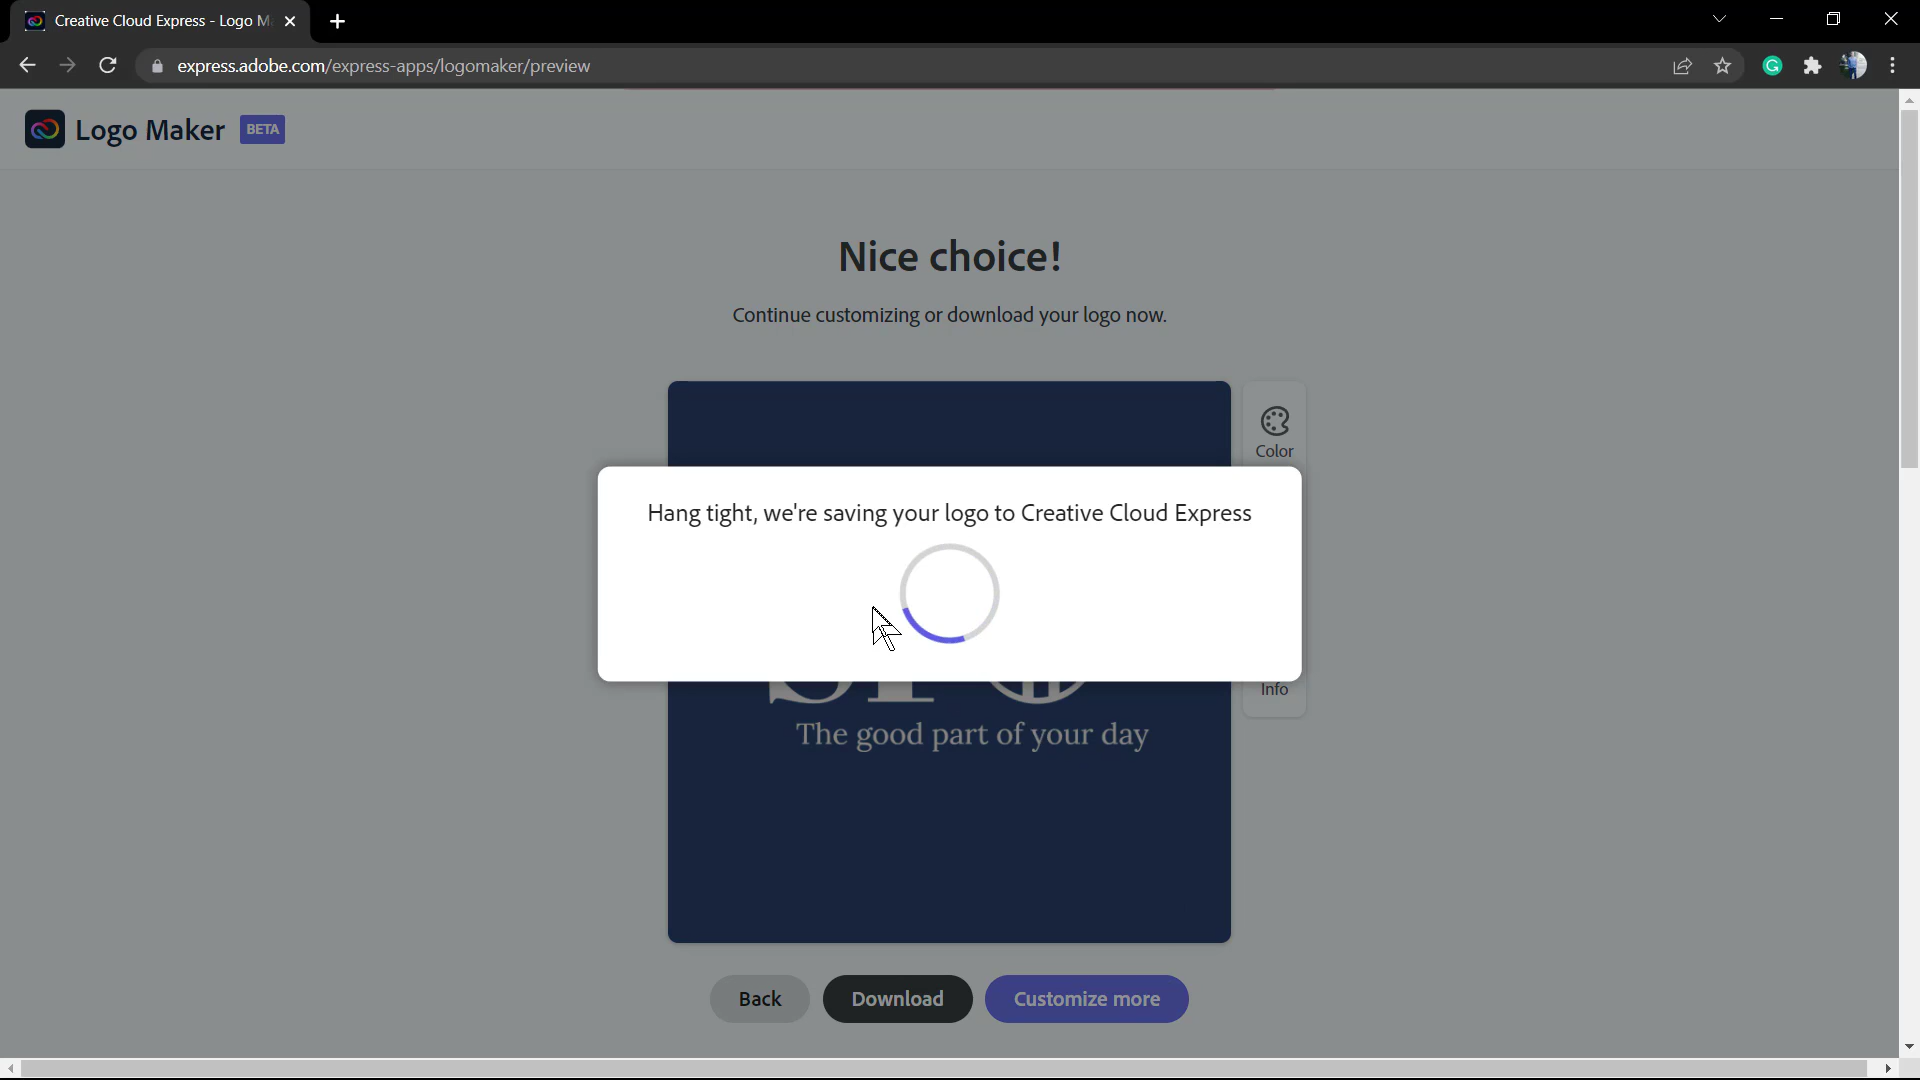 Creative Cloud Express - Logo M
express.adobe.com/express-apps/logomaker/preview
Logo Maker BETA
Nice choice!
Continue customizing or download your logo now.
Color
Hang tight, we're saving your logo to Creative Cloud Express
Info
The good part of your day
Back Download Customize more